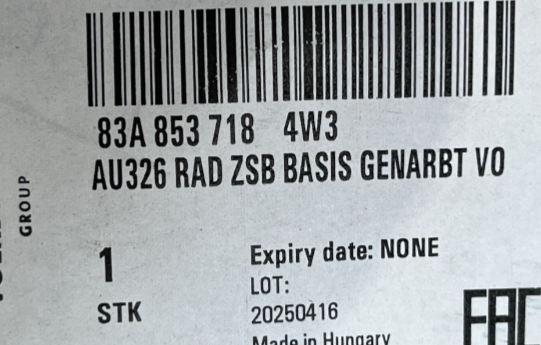 83A 853 718 4W3
AU326 RAD ZSB BASIS GENARBT VO
GROUP
1
STK
Expiry date: NONE
LOT:
20250416
Made in Hungary
EAC